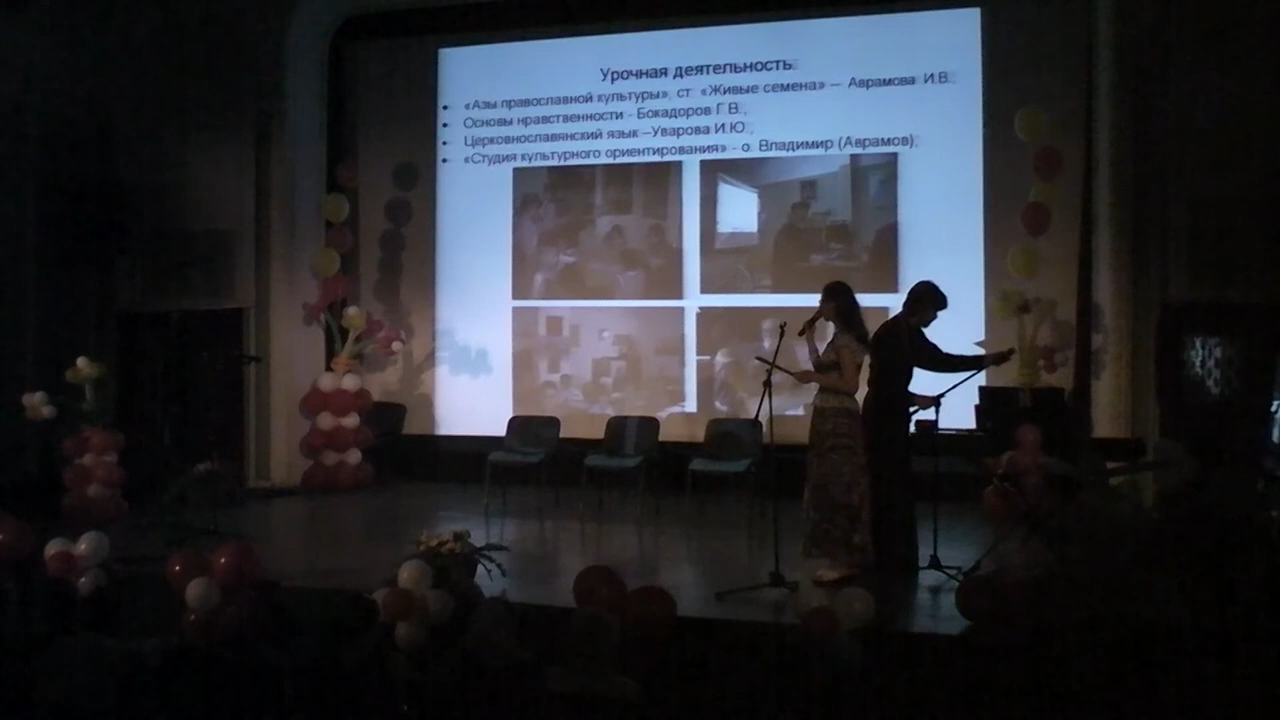 Урочная деятельность:
• «Азы православной культуры», ст. «Живые семена» – Аврамова И.В.;
• Основы нравственности - Бокадоров Г.В.;
• Церковнославянский язык –Уварова И.Ю.;
• «Студия культурного ориентирования» - о. Владимир (Аврамов);